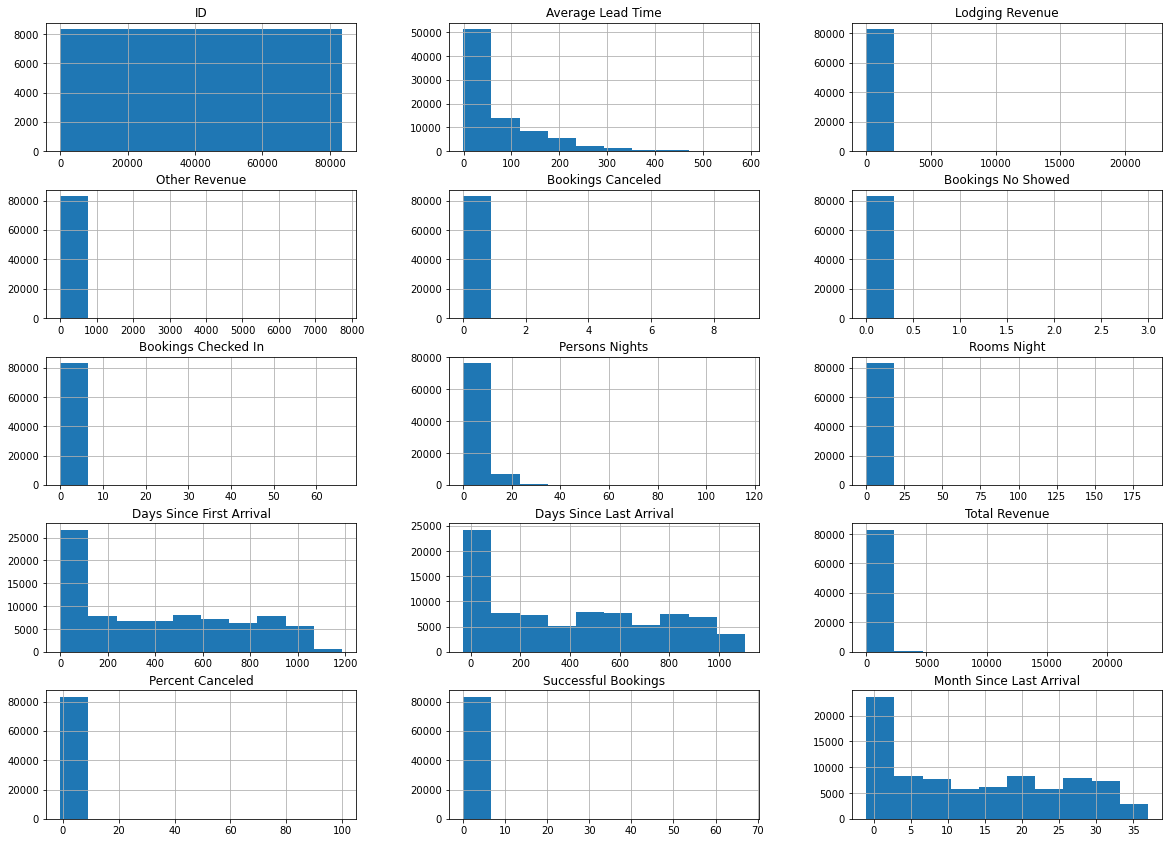 ID
8000
6000
4000
2000
0
0 20000 40000 60000 80000
Average Lead Time
50000
40000
30000
20000
10000
0
0 100 200 300 400 500 600
Lodging Revenue
80000
60000
40000
20000
0
0 5000 10000 15000 20000
Other Revenue
80000
60000
40000
20000
0
0 1000 2000 3000 4000 5000 6000 7000 8000
Bookings Canceled
80000
60000
40000
20000
0
0 2 4 6 8
Bookings No Showed
80000
60000
40000
20000
0
0.0 0.5 1.0 1.5 2.0 2.5 3.0
Bookings Checked In
80000
60000
40000
20000
0
0 10 20 30 40 50 60
Persons Nights
80000
60000
40000
20000
0
0 20 40 60 80 100 120
Rooms Night
80000
60000
40000
20000
0
0 25 50 75 100 125 150 175
Days Since First Arrival
25000
20000
15000
10000
5000
0
0 200 400 600 800 1000 1200
Days Since Last Arrival
25000
20000
15000
10000
5000
0
0 200 400 600 800 1000
Total Revenue
80000
60000
40000
20000
0
0 5000 10000 15000 20000
Percent Canceled
80000
60000
40000
20000
0
0 20 40 60 80 100
Successful Bookings
80000
60000
40000
20000
0
0 10 20 30 40 50 60 70
Month Since Last Arrival
20000
15000
10000
5000
0
0 5 10 15 20 25 30 35